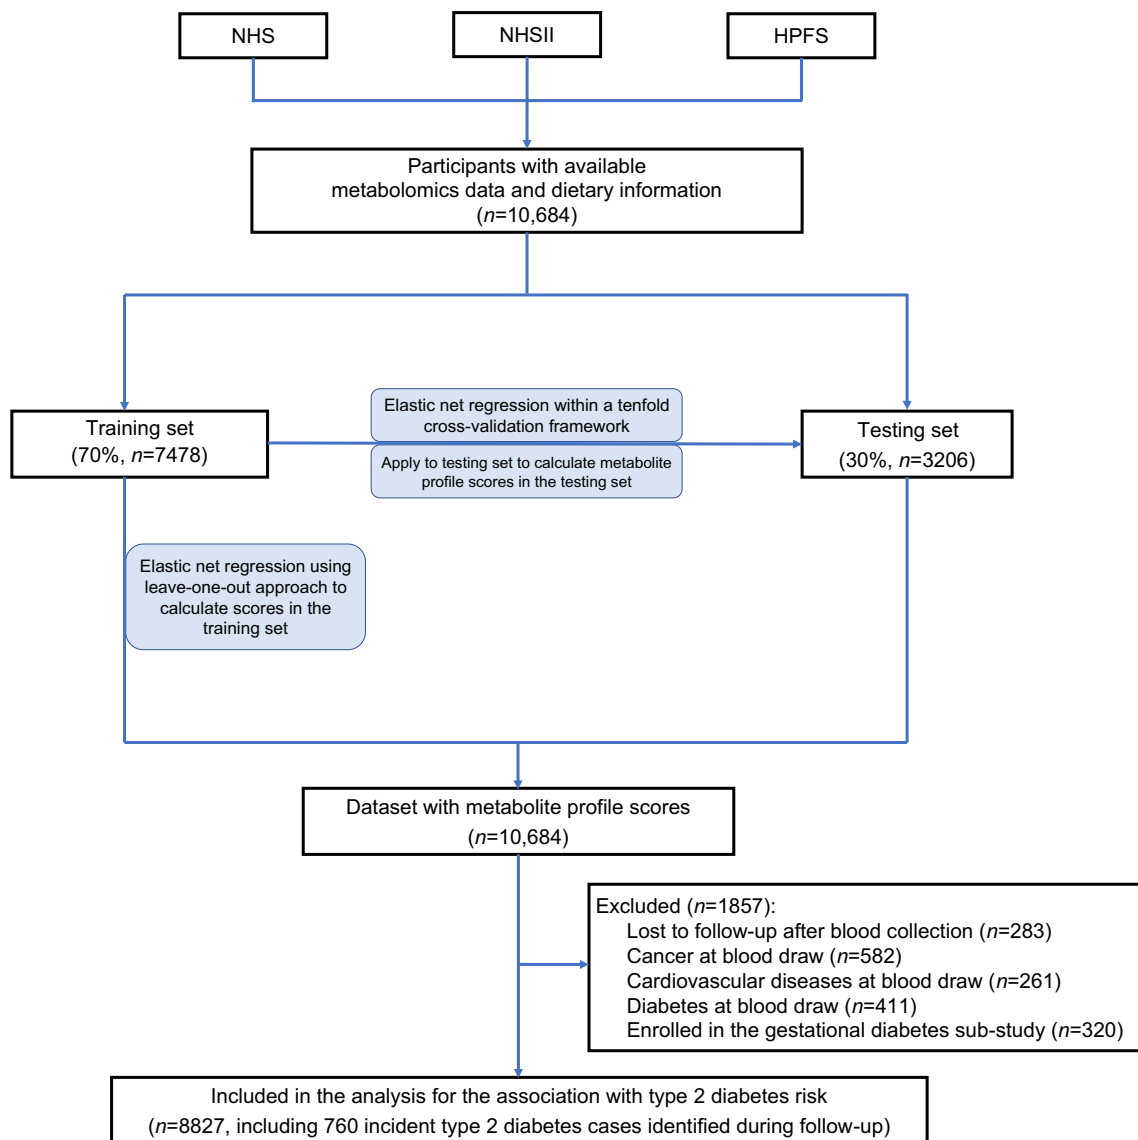 NHS
NHSII
HPFS
Participants with available
metabolomics data and dietary information
(n=10,684)
Training set
(70%, n=7478)
Elastic net regression within a tenfold
cross-validation framework
Apply to testing set to calculate metabolite
profile scores in the testing set
Testing set
(30%, n=3206)
Elastic net regression using
leave-one-out approach to
calculate scores in the
training set
Dataset with metabolite profile scores
(n=10,684)
Excluded (n=1857):
Lost to follow-up after blood collection (n=283)
Cancer at blood draw (n=582)
Cardiovascular diseases at blood draw (n=261)
Diabetes at blood draw (n=411)
Enrolled in the gestational diabetes sub-study (n=320)
Included in the analysis for the association with type 2 diabetes risk
(n=8827, including 760 incident type 2 diabetes cases identified during follow-up)